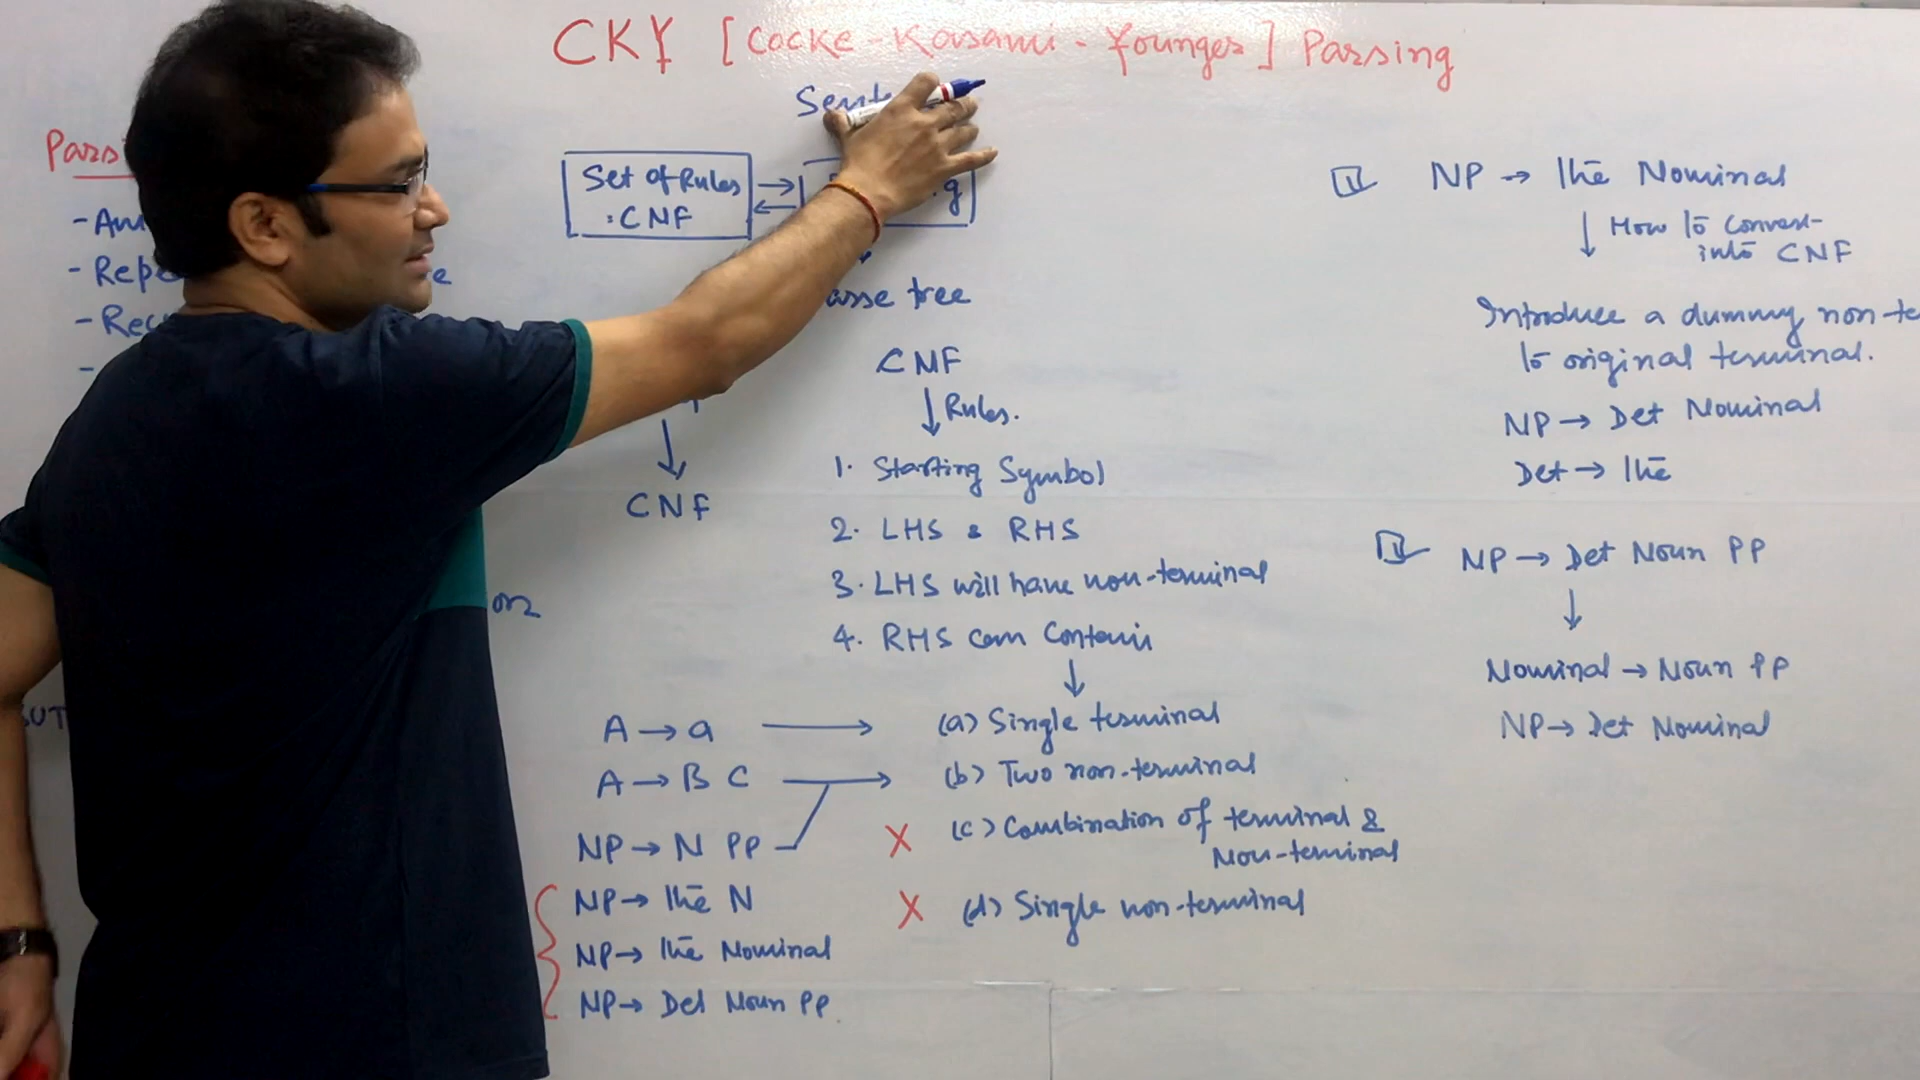 CKY [Cocke-Kasami-Younger] Parsing
Set of Rules
: CNF
tree
CNF
CNF
↓ Rules.
1. Starting Symbol
2. LHS & RHS
3. LHS will have non-terminal
4. RHS can Contain
↓
A → a → (a) Single terminal
A → B C → (b) Two non-terminal
NP → N PP
X (c) Combination of terminal &
Non-terminal
NP → the N
X (d) Single non-terminal
NP → the Nominal
NP → Det Noun PP
1 NP → the Nominal
↓ How to convert
into CNF
Introduce a dummy
to original terminal.
NP → Det Nominal
Det → the
NP → Det Noun PP
↓
Nominal → Noun PP
NP → Det Nominal